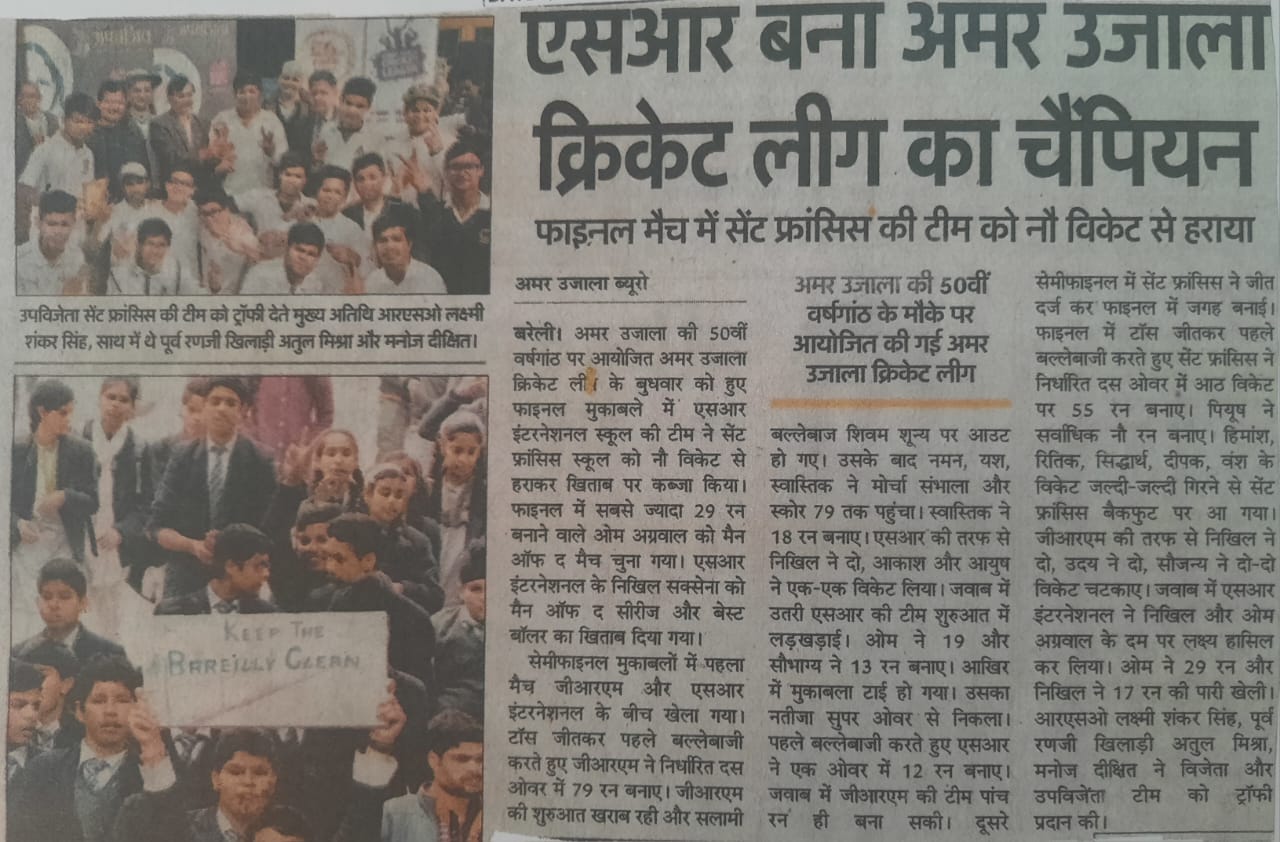 एसआर बना अमर उजाला
क्रिकेट लीग का चैंपियन
फाइनल मैच में सेंट फ्रांसिस की टीम को नौ विकेट से हराया
उपविजेता सेंट फ्रांसिस की टीम को ट्रॉफी देते मुख्य अतिथि आरएसओ लक्ष्मी
शंकर सिंह, साथ में थे पूर्व रणजी खिलाड़ी अतुल मिश्रा और मनोज दीक्षित।
KEEP THE
BAREILLY CLEAN
अमर उजाला ब्यूरो
बरेली। अमर उजाला की 50वीं
वर्षगांठ पर आयोजित अमर उजाला
क्रिकेट लीग के बुधवार को हुए
फाइनल मुकाबले में एसआर
इंटरनेशनल स्कूल की टीम ने सेंट
फ्रांसिस स्कूल को नौ विकेट से
हराकर खिताब पर कब्जा किया।
फाइनल में सबसे ज्यादा 29 रन
बनाने वाले ओम अग्रवाल को मैन
ऑफ द मैच चुना गया। एसआर
इंटरनेशनल के निखिल सक्सेना को
मैन ऑफ द सीरीज और बेस्ट
बॉलर का खिताब दिया गया।
सेमीफाइनल मुकाबलों में पहला
मैच जीआरएम और एसआर
इंटरनेशनल के बीच खेला गया।
टॉस जीतकर पहले बल्लेबाजी
करते हुए जीआरएम ने निर्धारित दस
ओवर में 79 रन बनाए। जीआरएम
की शुरुआत खराब रही और सलामी
अमर उजाला की 50वीं
वर्षगांठ के मौके पर
आयोजित की गई अमर
उजाला क्रिकेट लीग
बल्लेबाज शिवम शून्य पर आउट
हो गए। उसके बाद नमन, यश,
स्वास्तिक ने मोर्चा संभाला और
स्कोर 79 तक पहुंचा। स्वास्तिक ने
18 रन बनाए। एसआर की तरफ से
निखिल ने दो, आकाश और आयुष
ने एक-एक विकेट लिया। जवाब में
उतरी एसआर की टीम शुरुआत में
लड़खड़ाई। ओम ने 19 और
सौभाग्य ने 13 रन बनाए। आखिर
में मुकाबला टाई हो गया। उसका
नतीजा सुपर ओवर से निकला।
पहले बल्लेबाजी करते हुए एसआर
ने एक ओवर में 12 रन बनाए।
जवाब में जीआरएम की टीम पांच
रन ही बना सकी। दूसरे
सेमीफाइनल में सेंट फ्रांसिस ने जीत
दर्ज कर फाइनल में जगह बनाई।
फाइनल में टॉस जीतकर पहले
बल्लेबाजी करते हुए सेंट फ्रांसिस ने
निर्धारित दस ओवर में आठ विकेट
पर 55 रन बनाए। पियूष ने
सर्वाधिक नौ रन बनाए। हिमांश,
रितिक, सिद्धार्थ, दीपक, वंश के
विकेट जल्दी-जल्दी गिरने से सेंट
फ्रांसिस बैकफुट पर आ गया।
जीआरएम की तरफ से निखिल ने
दो, उदय ने दो, सौजन्य ने दो-दो
विकेट चटकाए। जवाब में एसआर
इंटरनेशनल ने निखिल और ओम
अग्रवाल के दम पर लक्ष्य हासिल
कर लिया। ओम ने 29 रन और
निखिल ने 17 रन की पारी खेली।
आरएसओ लक्ष्मी शंकर सिंह, पूर्व
रणजी खिलाड़ी अतुल मिश्रा,
मनोज दीक्षित ने विजेता और
उपविजेता टीम को ट्रॉफी
प्रदान की।